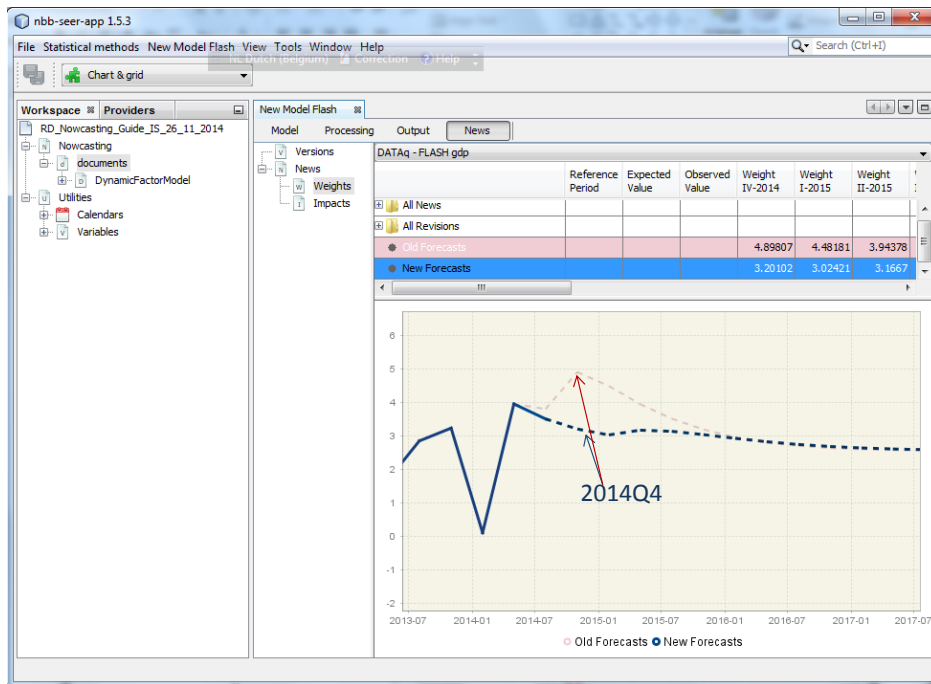 nbb-seer-app 1.5.3
File Statistical methods New Model Flash View Tools Window Help
Search (Ctrl+I)
NL Dutch (Belgium) Correction Help
Chart & grid
Workspace Providers
New Model Flash
RD_Nowcasting_Guide_IS_26_11_2014
Nowcasting
documents
DynamicFactorModel
Utilities
Calendars
Variables
Model Processing Output News
Versions
News
Weights
Impacts
DATAq - FLASH gdp
Reference Period Expected Value Observed Value Weight IV-2014 Weight I-2015 Weight II-2015
All News
All Revisions
Old Forecasts 4.89807 4.48181 3.94378
New Forecasts 3.20102 3.02421 3.1667
6
5
4
3
2
1
0
-1
-2
2014Q4
2013-07 2014-01 2014-07 2015-01 2015-07 2016-01 2016-07 2017-01 2017-07
Old Forecasts New Forecasts